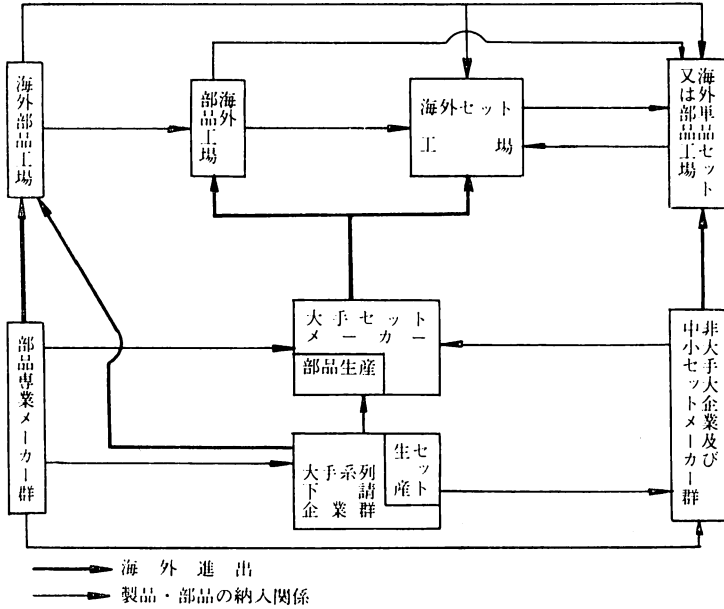 海外部品工場
海外
部品工場
海外セット
工場
海外単品セット
又は部品工場
大手セット
メーカー
部品生産
部品専業メーカー群
大手系列
下請
企業群
セット
生産
非大手大企業及び
中小セットメーカー群
海外進出
製品・部品の納入関係